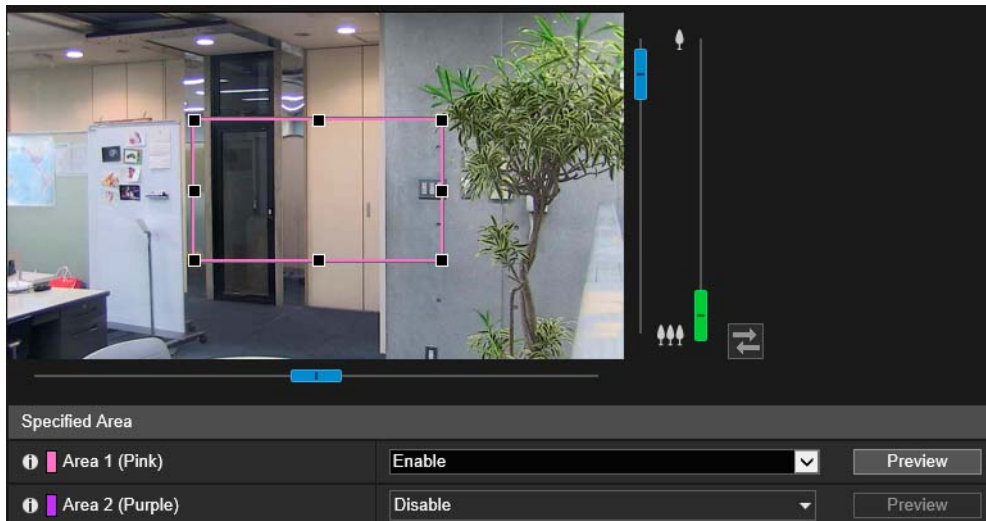 Specified Area
Area 1 (Pink) Enable Preview
Area 2 (Purple) Disable Preview